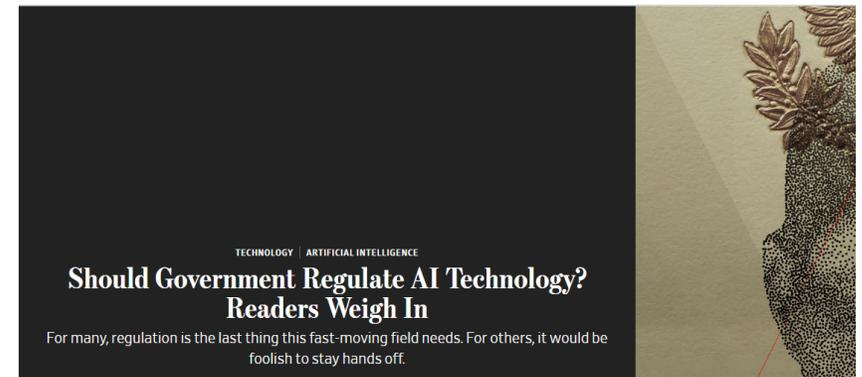 TECHNOLOGY | ARTIFICIAL INTELLIGENCE
Should Government Regulate AI Technology?
Readers Weigh In
For many, regulation is the last thing this fast-moving field needs. For others, it would be
foolish to stay hands off.